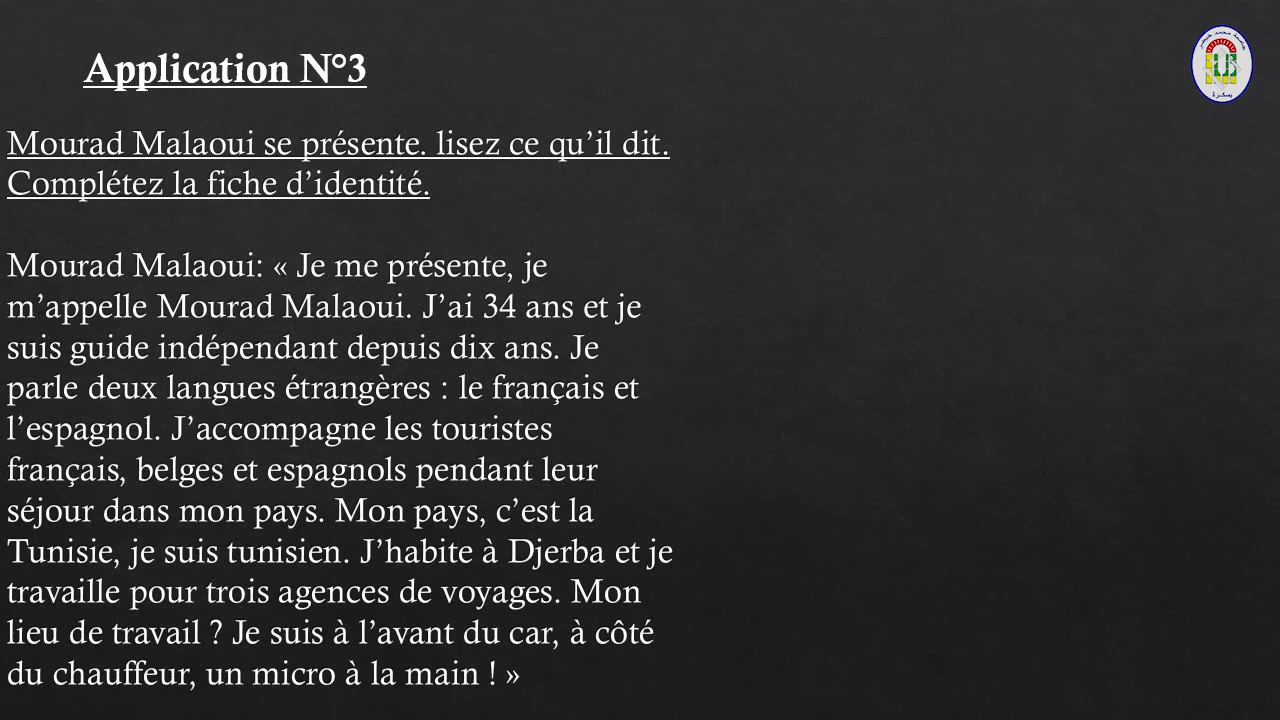 Application N°3
Mourad Malaoui se présente. lisez ce qu’il dit.
Complétez la fiche d’identité.
Mourad Malaoui: « Je me présente, je
m’appelle Mourad Malaoui. J’ai 34 ans et je
suis guide indépendant depuis dix ans. Je
parle deux langues étrangères : le français et
l’espagnol. J’accompagne les touristes
français, belges et espagnols pendant leur
séjour dans mon pays. Mon pays, c’est la
Tunisie, je suis tunisien. J’habite à Djerba et je
travaille pour trois agences de voyages. Mon
lieu de travail ? Je suis à l’avant du car, à côté
du chauffeur, un micro à la main ! »
جامعة محمد خيضر
بسكرة